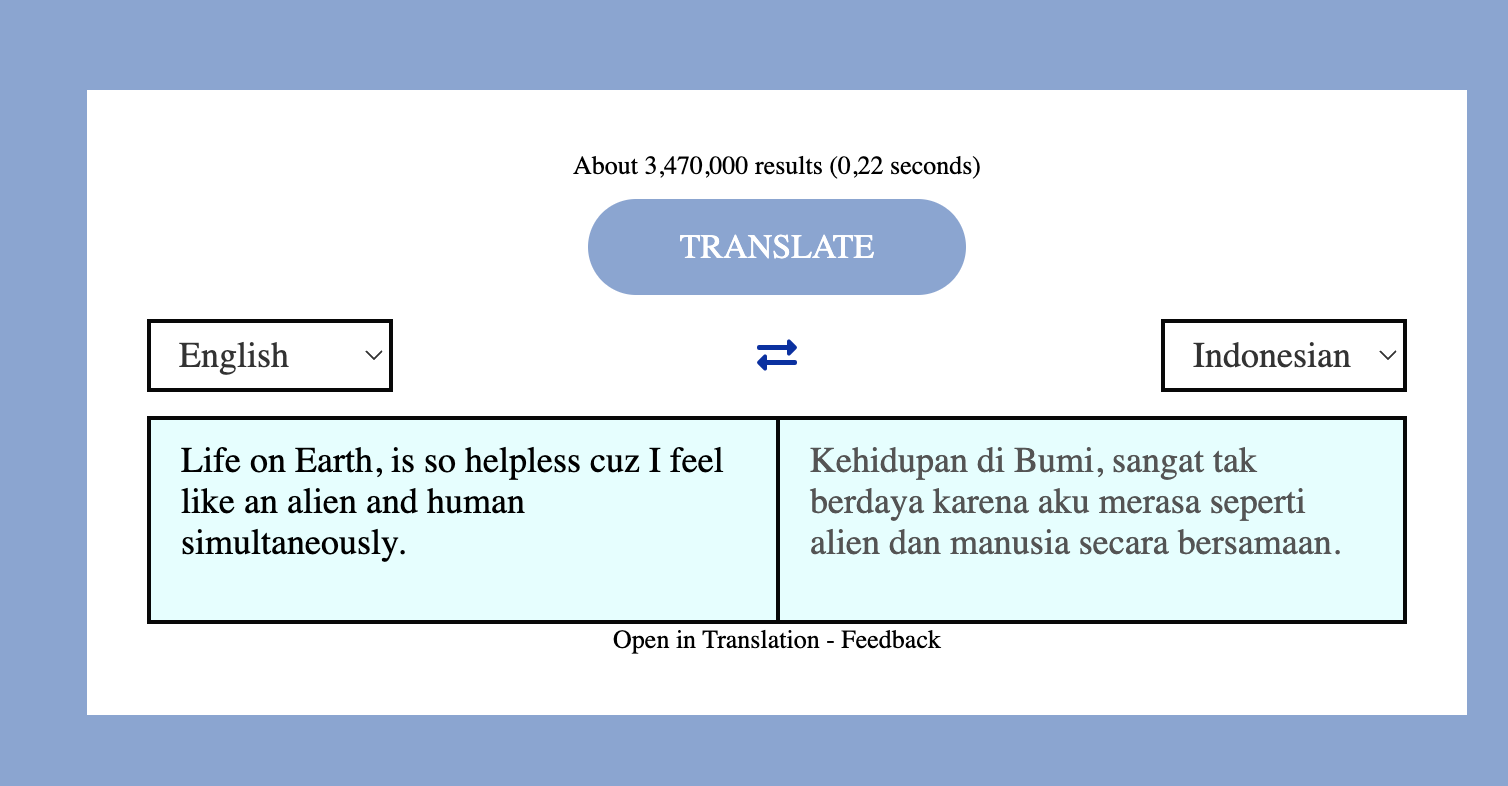 About 3,470,000 results (0,22 seconds)
TRANSLATE
English
Indonesian
Life on Earth, is so helpless cuz I feel
like an alien and human
simultaneously.
Kehidupan di Bumi, sangat tak
berdaya karena aku merasa seperti
alien dan manusia secara bersamaan.
Open in Translation - Feedback